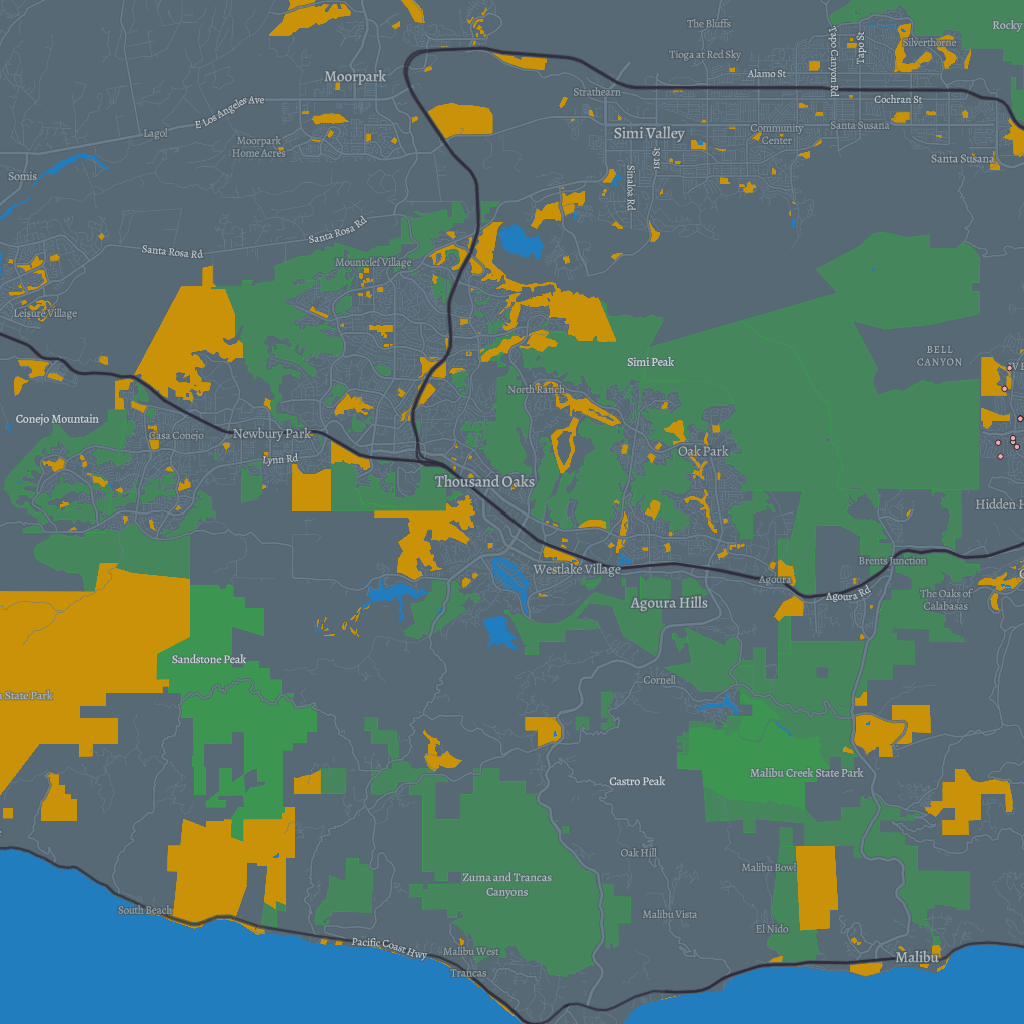 The Bluffs
Rocky
Tapo Canyon Rd
Tapo St
Silverthorne
Tioga at Red Sky
Moorpark
Alamo St
Strathearn
Cochran St
E Los Angeles Ave
Lagol
Simi Valley
Community
Center
Santa Susana
Moorpark
Home Acres
1st St
Santa Susana
Somis
Sinaloa Rd
Santa Rosa Rd
Santa Rosa Rd
Mountclef Village
Leisure Village
BELL
CANYON
Simi Peak
North Ranch
Conejo Mountain
Casa Conejo
Newbury Park
Lynn Rd
Oak Park
Thousand Oaks
Hidden H
Brents Junction
Westlake Village
Agoura
Agoura Rd
The Oaks of
Calabasas
Agoura Hills
Sandstone Peak
Cornell
State Park
Malibu Creek State Park
Castro Peak
Oak Hill
Malibu Bowl
Zuma and Trancas
Canyons
South Beach
Malibu Vista
El Nido
Pacific Coast Hwy
Malibu West
Malibu
Trancas